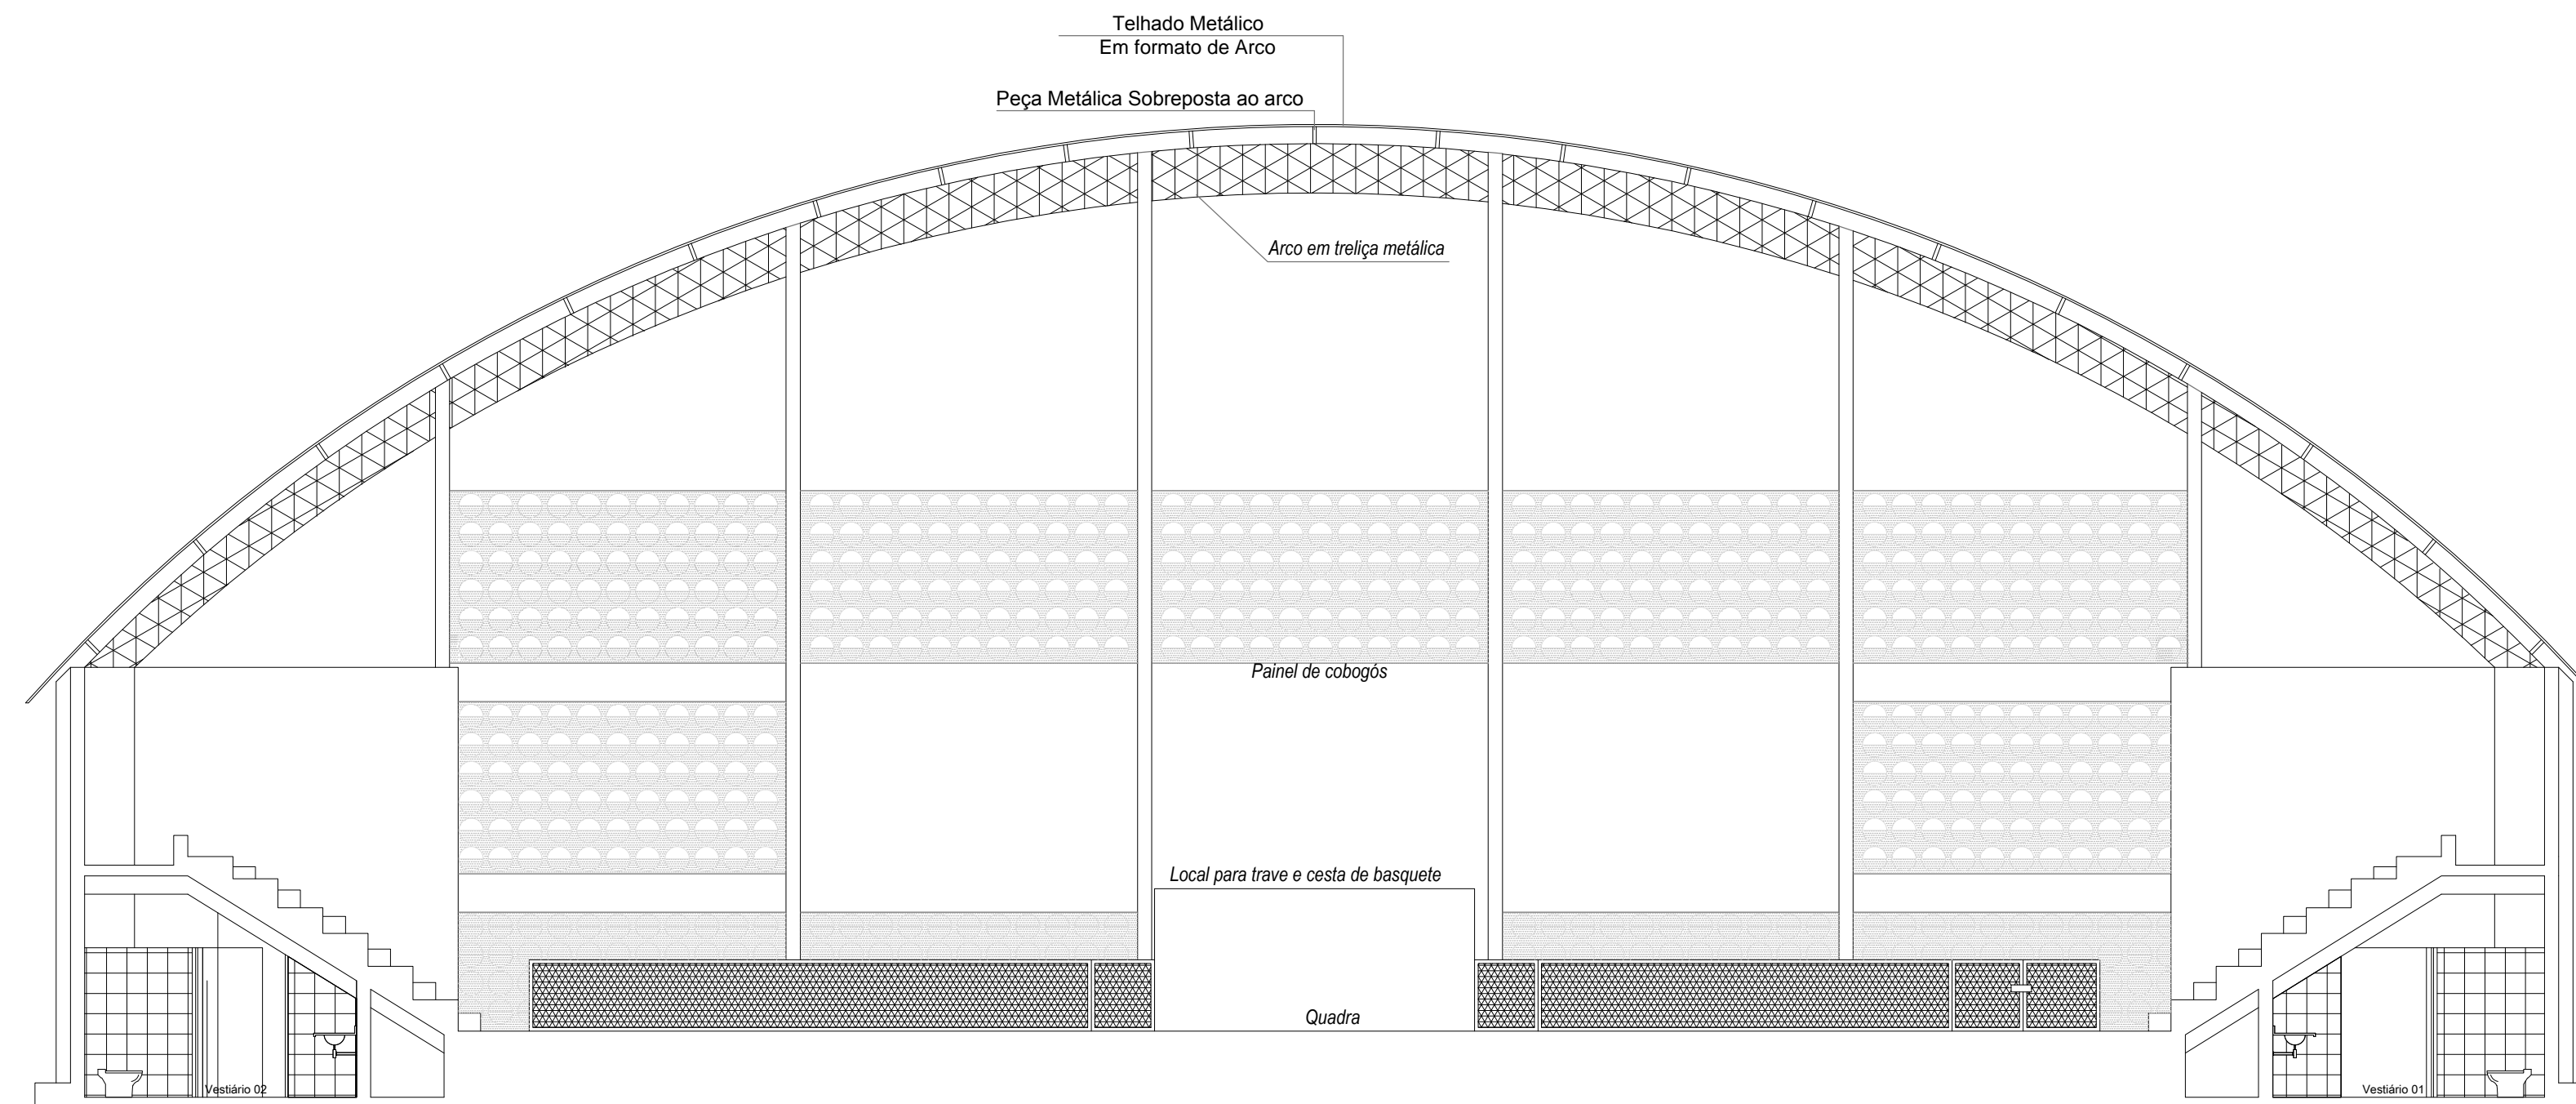 Telhado Metálico
Em formato de Arco
Peça Metálica Sobreposta ao arco
Arco em treliça metálica
Painel de cobogós
Local para trave e cesta de basquete
Quadra
Vestiário 02
Vestiário 01